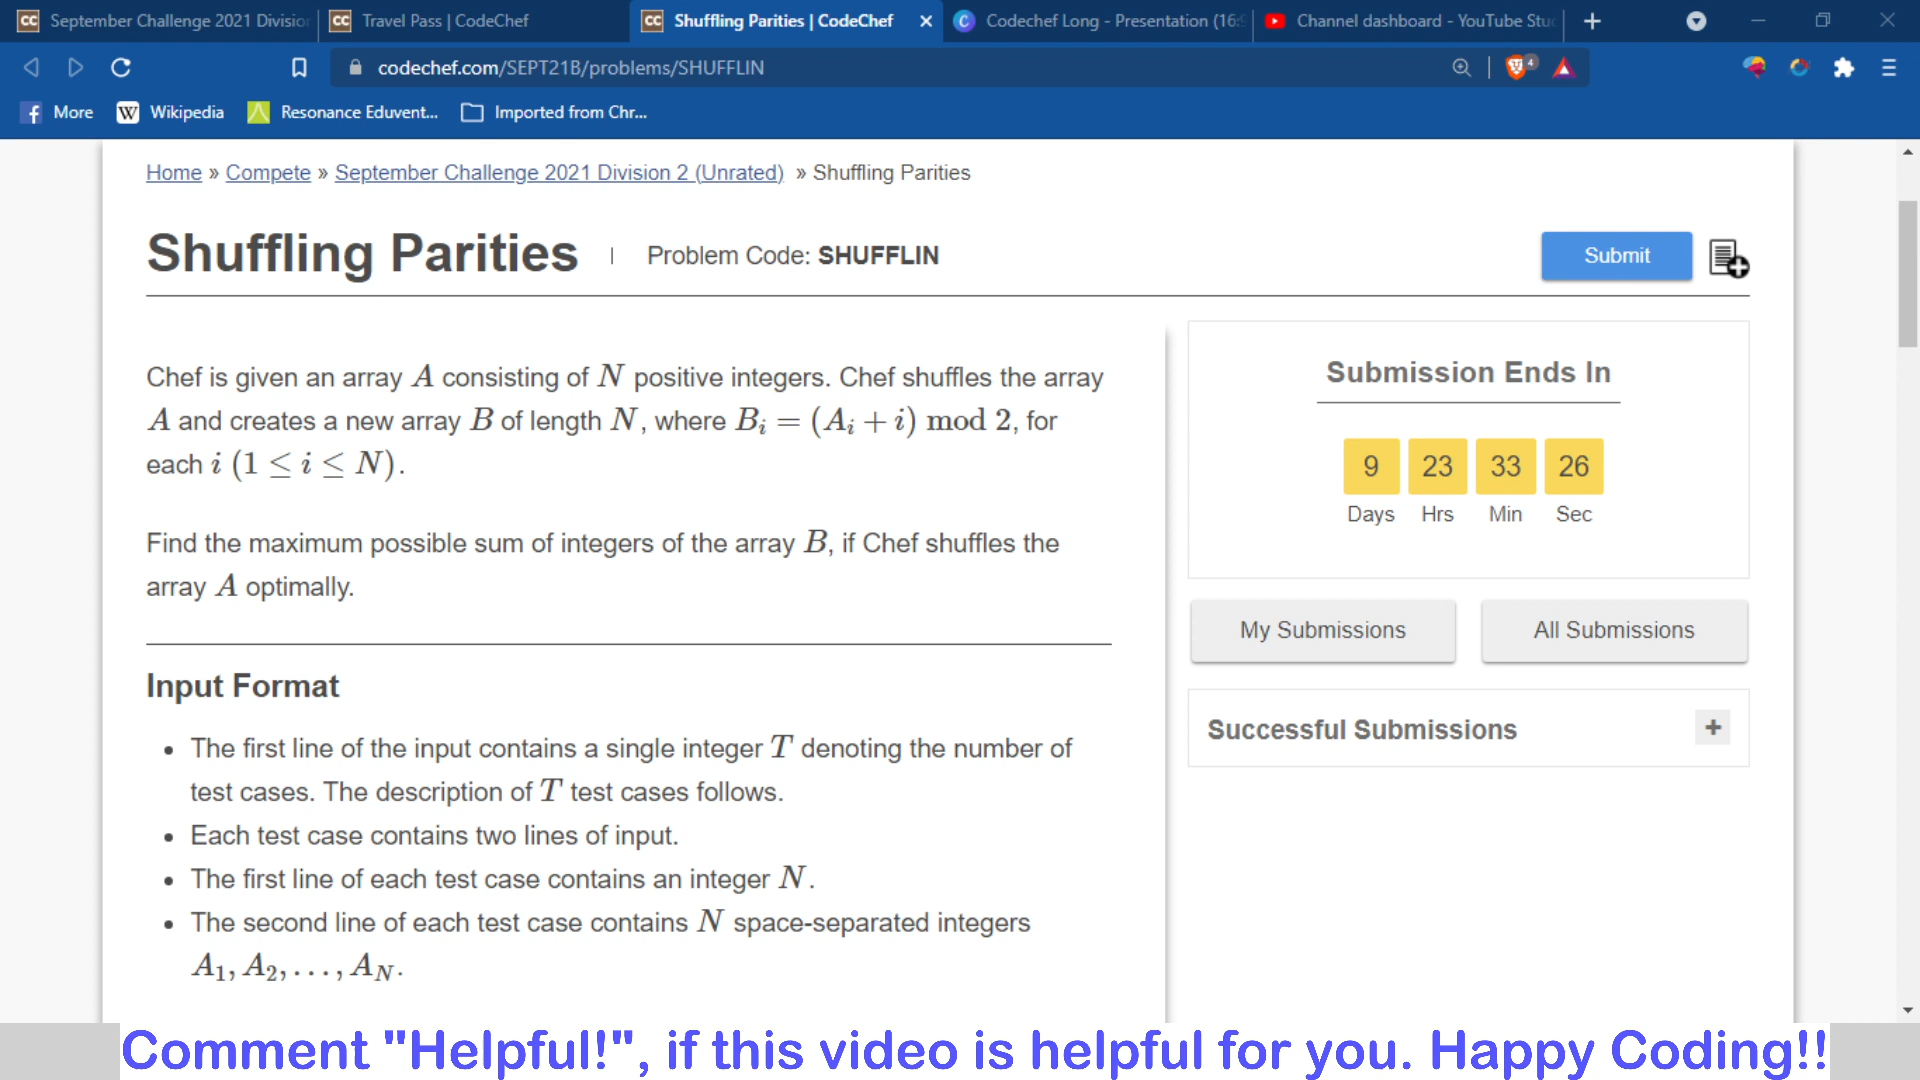 September Challenge 2021 Divisio
Travel Pass | CodeChef
Shuffling Parities | CodeChef
Codechef Long - Presentation (16:9
Channel dashboard - YouTube Stu
codechef.com/SEPT21B/problems/SHUFFLIN
4
More
Wikipedia
Resonance Eduvent...
Imported from Chr...
Home » Compete » September Challenge 2021 Division 2 (Unrated) » Shuffling Parities
Shuffling Parities
Problem Code: SHUFFLIN
Submit
Chef is given an array A consisting of N positive integers. Chef shuffles the array
A and creates a new array B of length N, where Bᵢ = (Aᵢ + i) mod 2, for
each i (1 ≤ i ≤ N).
Find the maximum possible sum of integers of the array B, if Chef shuffles the
array A optimally.
Input Format
• The first line of the input contains a single integer T denoting the number of
test cases. The description of T test cases follows.
• Each test case contains two lines of input.
• The first line of each test case contains an integer N.
• The second line of each test case contains N space-separated integers
A₁, A₂, . . . , A_N.
Submission Ends In
9 23 33 26
Days Hrs Min Sec
My Submissions
All Submissions
Successful Submissions
+
Comment "Helpful!", if this video is helpful for you. Happy Coding!!